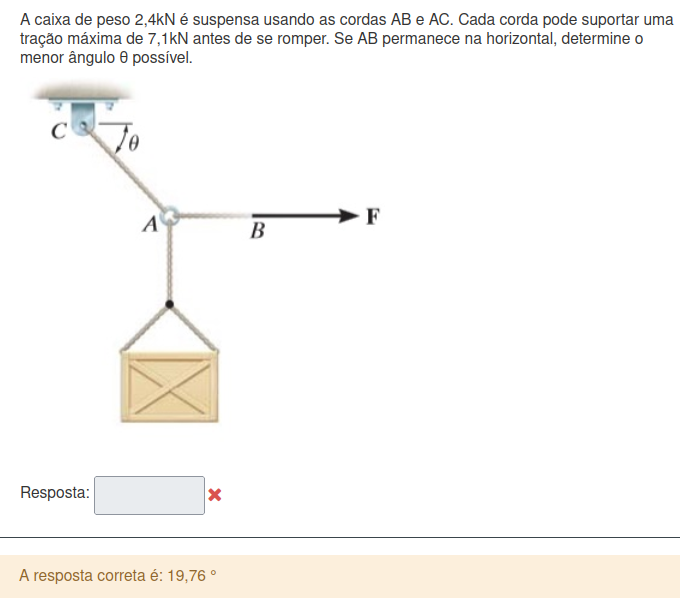 A caixa de peso 2,4kN é suspensa usando as cordas AB e AC. Cada corda pode suportar uma
tração máxima de 7,1kN antes de se romper. Se AB permanece na horizontal, determine o
menor ângulo θ possível.
C
θ
A
B
F
Resposta:
A resposta correta é: 19,76 °